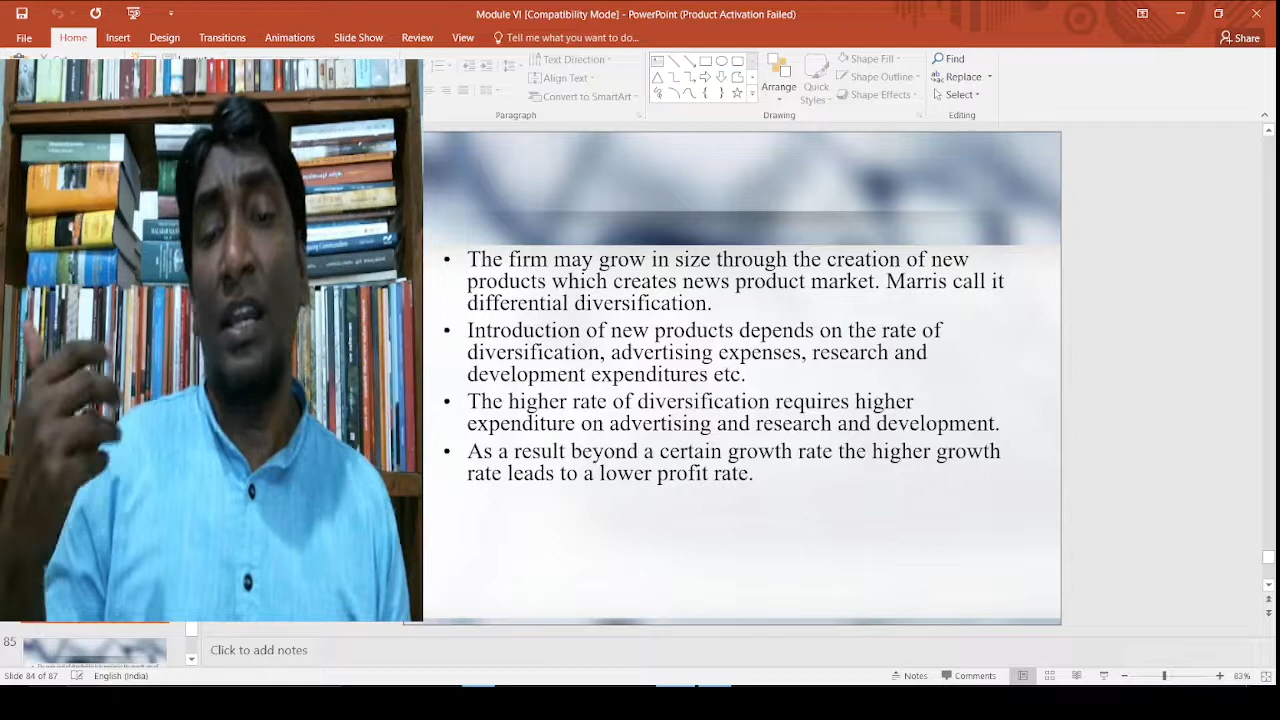 Module VI [Compatibility Mode] - PowerPoint (Product Activation Failed)
File Home Insert Design Transitions Animations Slide Show Review View Tell me what you want to do... Share
Text Direction
Align Text
Convert to SmartArt
Paragraph
Arrange
Quick Styles
Shape Fill
Shape Outline
Shape Effects
Drawing
Find
Replace
Select
Editing
• The firm may grow in size through the creation of new
products which creates news product market. Marris call it
differential diversification.
• Introduction of new products depends on the rate of
diversification, advertising expenses, research and
development expenditures etc.
• The higher rate of diversification requires higher
expenditure on advertising and research and development.
• As a result beyond a certain growth rate the higher growth
rate leads to a lower profit rate.
85
Click to add notes
Slide 84 of 87 English (India) Notes Comments 83%